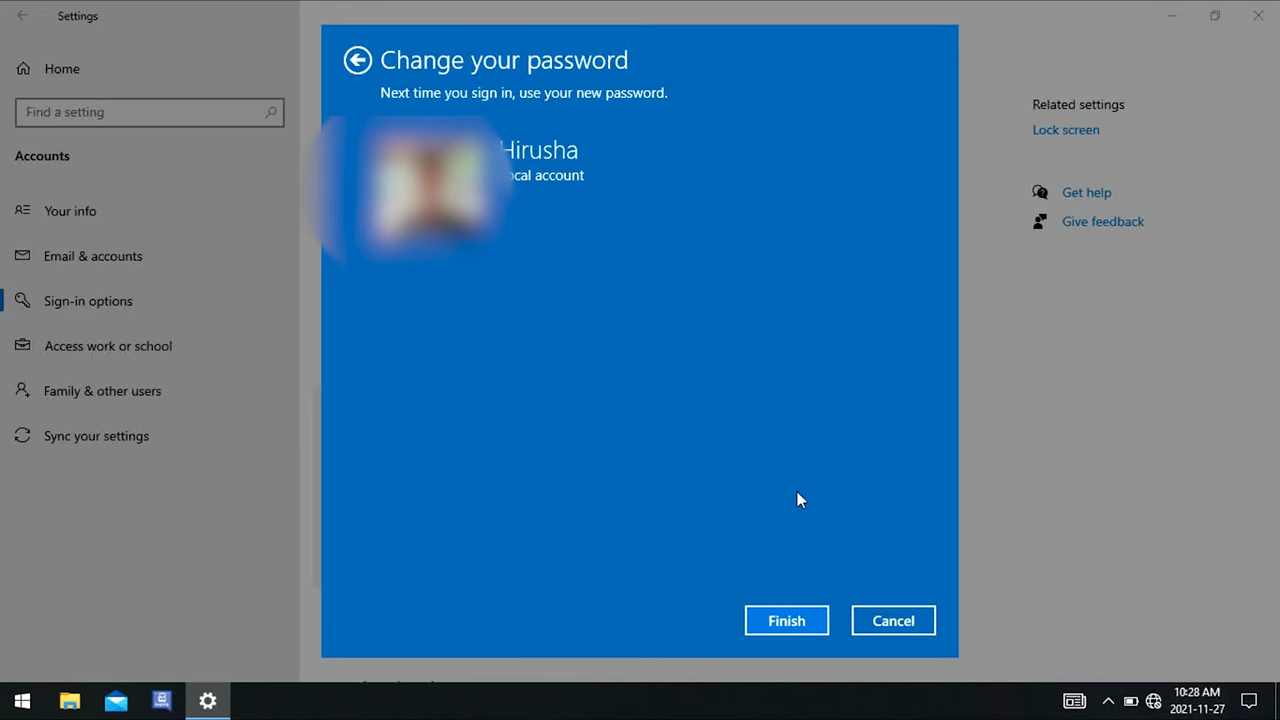 Settings
Home
Find a setting
Accounts
Your info
Email & accounts
Sign-in options
Access work or school
Family & other users
Sync your settings
Change your password
Next time you sign in, use your new password.
Hirusha
ocal account
Finish
Cancel
Related settings
Lock screen
Get help
Give feedback
10:28 AM
2021-11-27